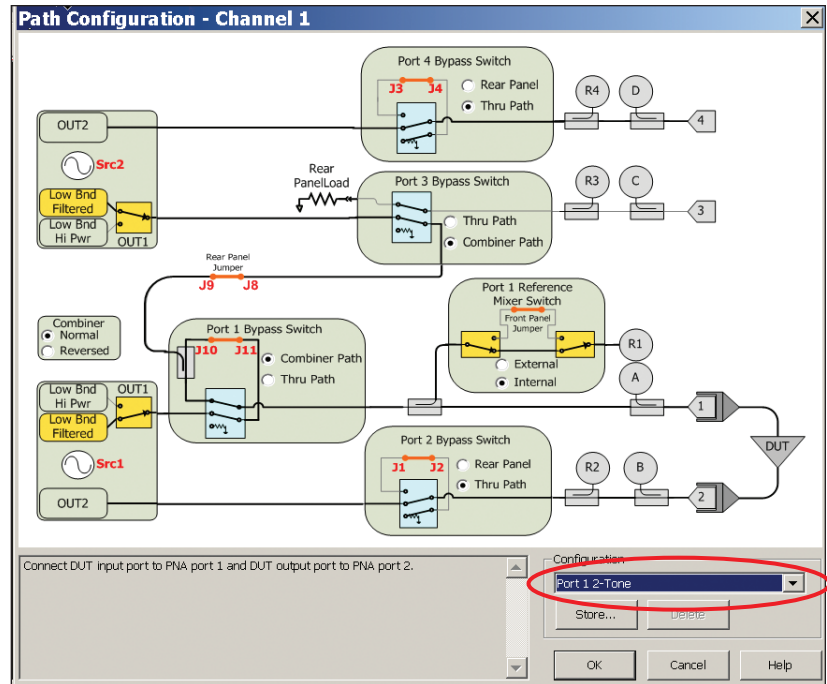 Path Configuration - Channel 1
Port 4 Bypass Switch
J3 J4
Rear Panel
Thru Path
R4 D
4
OUT2
Src2
Low Bnd
Filtered
Low Bnd
Hi Pwr
OUT1
Rear
PanelLoad
Port 3 Bypass Switch
Thru Path
Combiner Path
R3 C
3
Rear Panel
Jumper
J9 J8
Port 1 Reference
Mixer Switch
Front Panel
Jumper
External
Internal
R1
A
Combiner
Normal
Reversed
Port 1 Bypass Switch
J10 J11
Combiner Path
Thru Path
Low Bnd
Hi Pwr
OUT1
Low Bnd
Filtered
1
DUT
Src1
OUT2
Port 2 Bypass Switch
J1 J2
Rear Panel
Thru Path
R2 B
2
Connect DUT input port to PNA port 1 and DUT output port to PNA port 2.
Configuration
Port 1 2-Tone
Store... Delete
OK Cancel Help